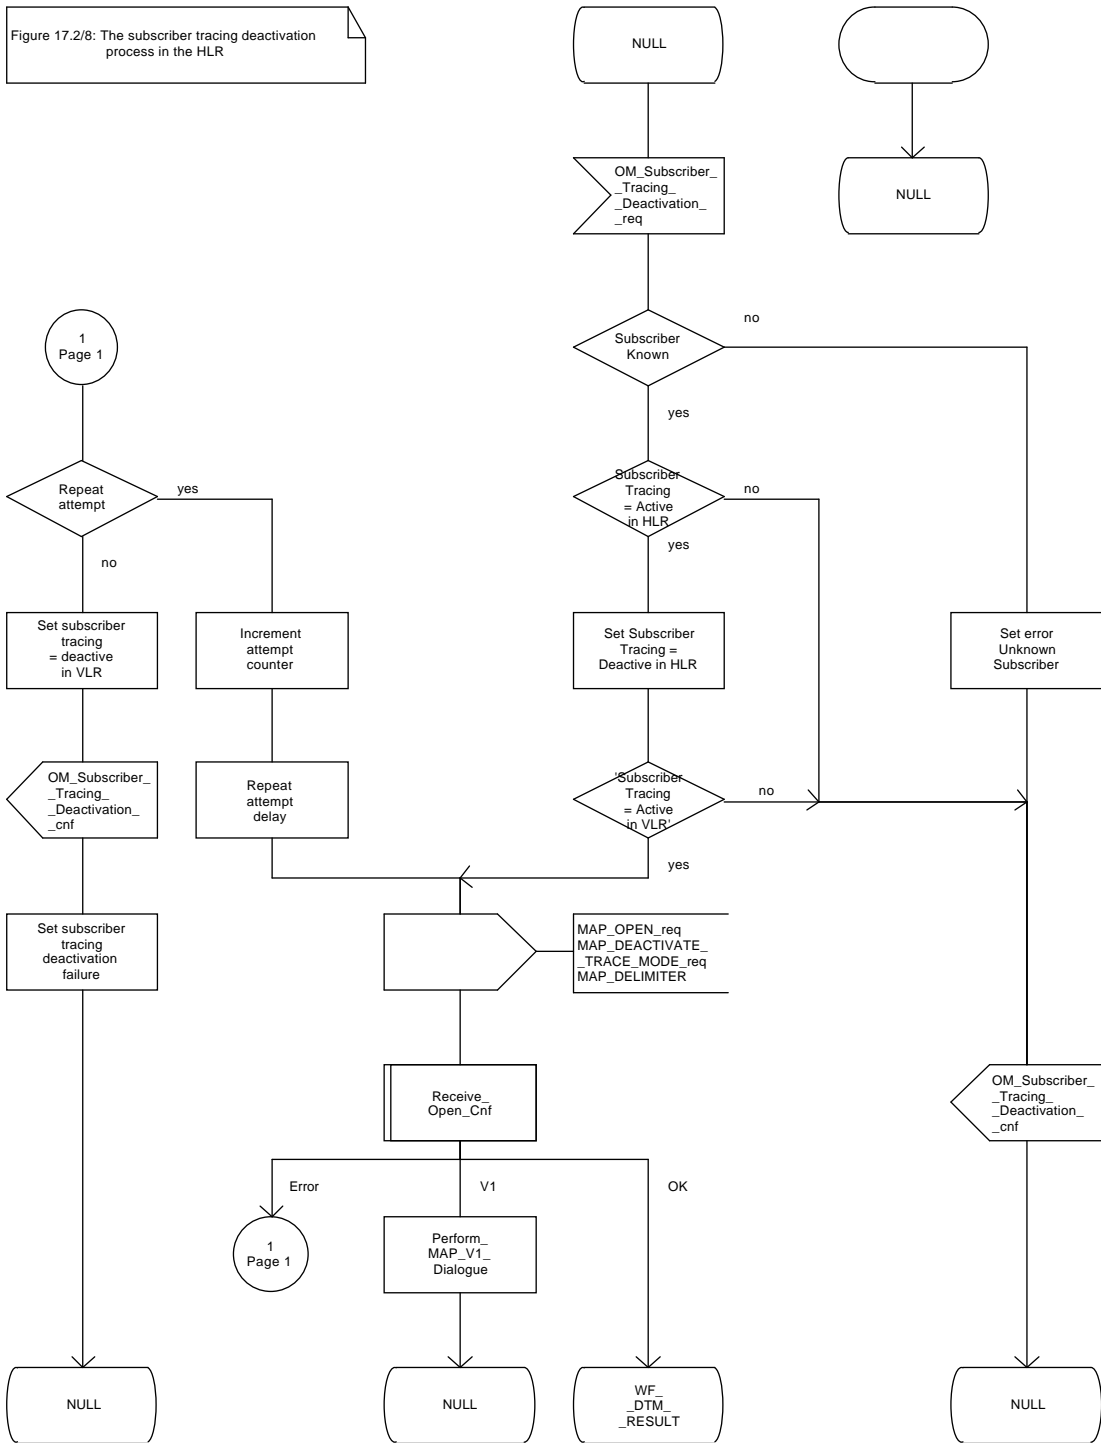 Figure 17.2/8: The subscriber tracing deactivation
process in the HLR
NULL
OM_Subscriber_
_Tracing_
_Deactivation_
_req
NULL
1
Page 1
Subscriber
Known
no
yes
Repeat
attempt
yes
no
Subscriber
Tracing
= Active
in HLR
no
yes
Set subscriber
tracing
= deactive
in VLR
Increment
attempt
counter
Set Subscriber
Tracing =
Deactive in HLR
Set error
Unknown
Subscriber
OM_Subscriber_
_Tracing_
_Deactivation_
_cnf
Repeat
attempt
delay
'Subscriber
Tracing
= Active
in VLR'
no
yes
Set subscriber
tracing
deactivation
failure
MAP_OPEN_req
MAP_DEACTIVATE_
_TRACE_MODE_req
MAP_DELIMITER
Receive_
Open_Cnf
OM_Subscriber_
_Tracing_
_Deactivation_
_cnf
Error
V1
OK
1
Page 1
Perform_
MAP_V1_
Dialogue
NULL
NULL
WF_
_DTM_
_RESULT
NULL